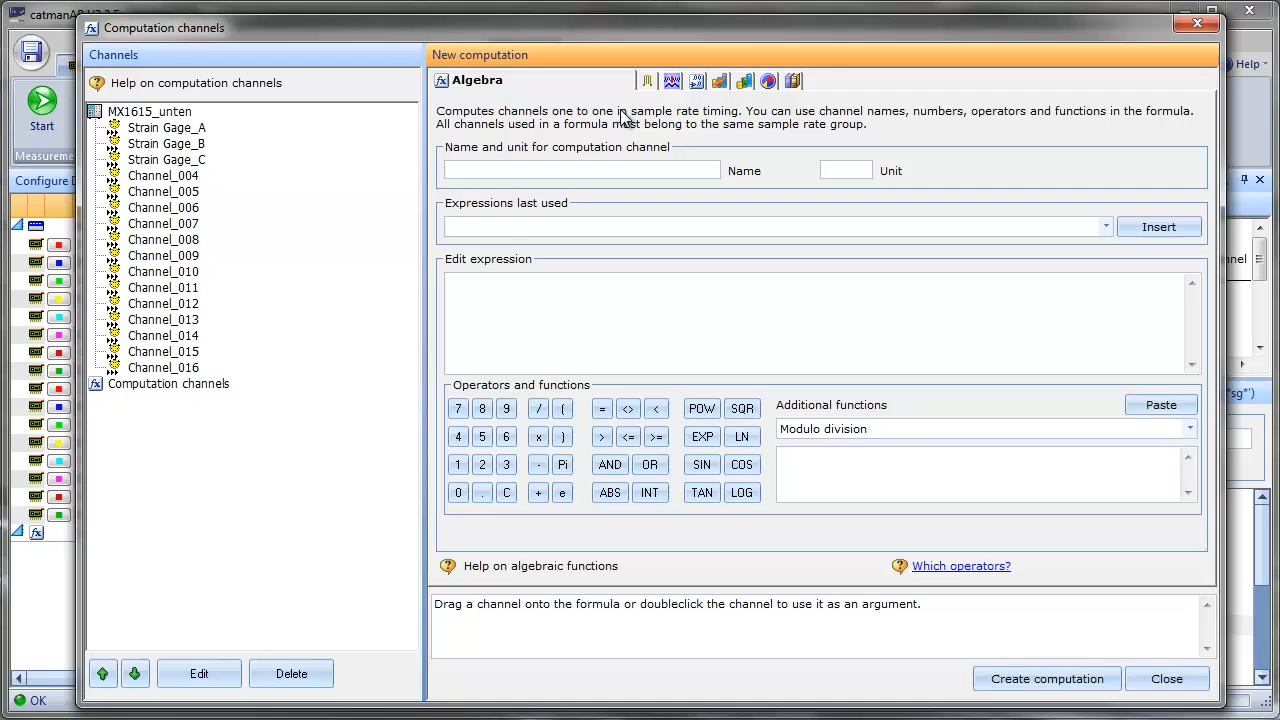 catmanAP V3.3.5
Computation channels
Channels
New computation
Help on computation channels
Algebra
Help
Computes channels one to one in sample rate timing. You can use channel names, numbers, operators and functions in the formula.
All channels used in a formula must belong to the same sample rate group.
MX1615_unten
Strain Gage_A
Strain Gage_B
Strain Gage_C
Channel_004
Channel_005
Channel_006
Channel_007
Channel_008
Channel_009
Channel_010
Channel_011
Channel_012
Channel_013
Channel_014
Channel_015
Channel_016
Computation channels
Start
Measurement
Configure D
Name and unit for computation channel
Name
Unit
Expressions last used
Insert
Edit expression
Operators and functions
7 8 9 / ( = <> < POW SQR
4 5 6 x ) > <= >= EXP LN
1 2 3 - Pi AND OR SIN COS
0 . C + e ABS INT TAN LOG
Additional functions
Paste
Modulo division
Help on algebraic functions
Which operators?
Drag a channel onto the formula or doubleclick the channel to use it as an argument.
Edit
Delete
Create computation
Close
OK